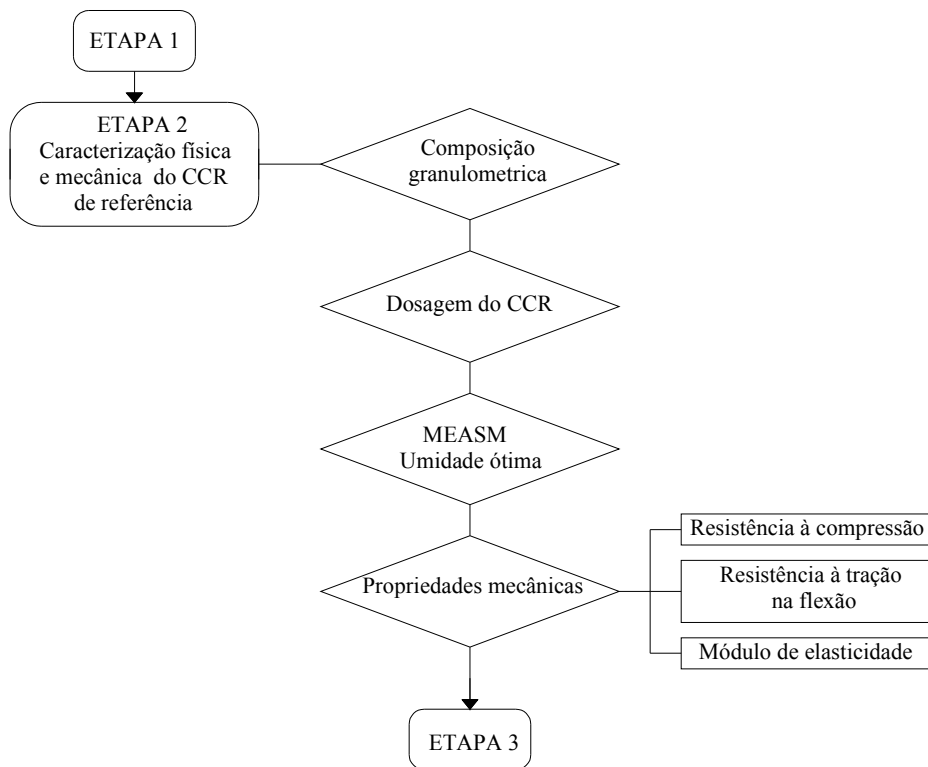 ETAPA 1
ETAPA 2
Caracterização física
e mecânica do CCR
de referência
Composição
granulometrica
Dosagem do CCR
MEASM
Umidade ótima
Propriedades mecânicas
Resistência à compressão
Resistência à tração
na flexão
Módulo de elasticidade
ETAPA 3